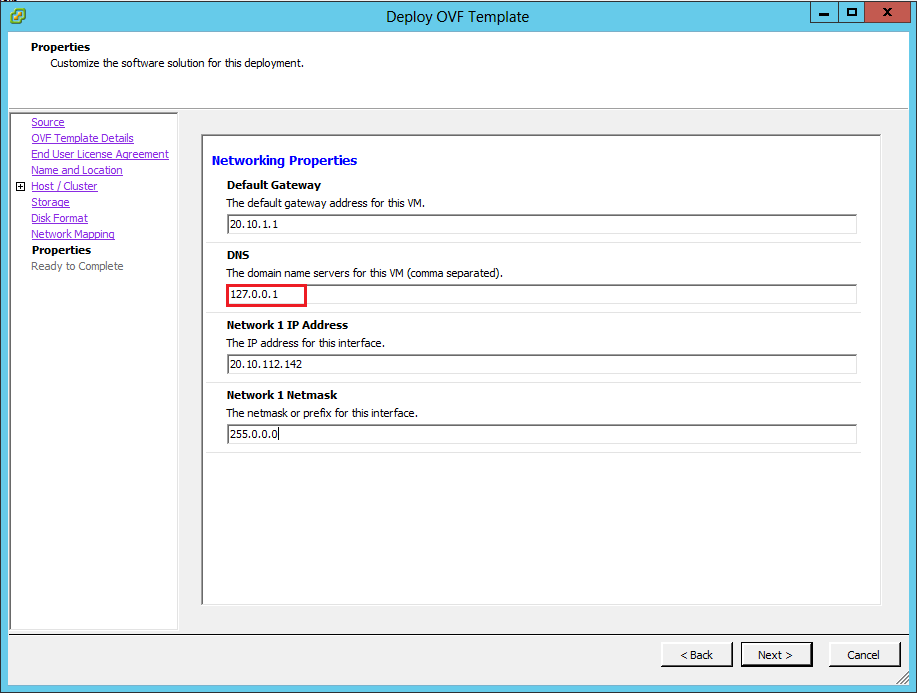 Deploy OVF Template
Properties
Customize the software solution for this deployment.
Source
OVF Template Details
End User License Agreement
Name and Location
Host / Cluster
Storage
Disk Format
Network Mapping
Properties
Ready to Complete
Networking Properties
Default Gateway
The default gateway address for this VM.
20.10.1.1
DNS
The domain name servers for this VM (comma separated).
127.0.0.1
Network 1 IP Address
The IP address for this interface.
20.10.112.142
Network 1 Netmask
The netmask or prefix for this interface.
255.0.0.0
< Back
Next >
Cancel